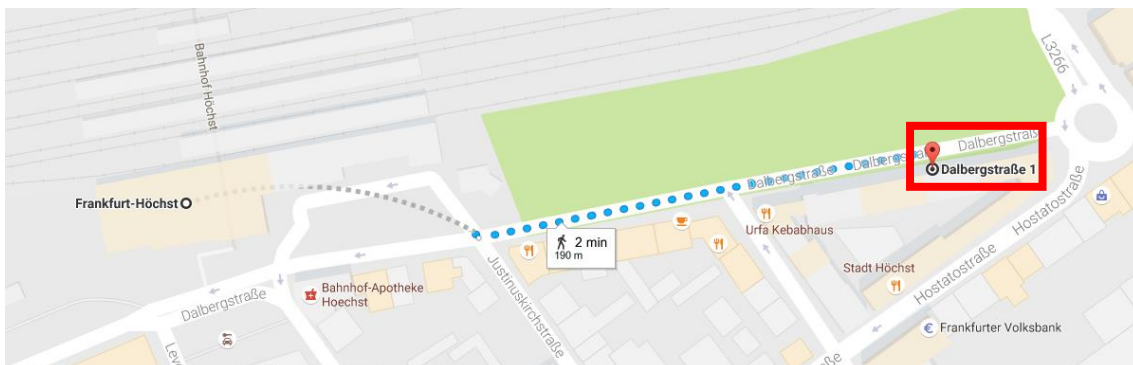 Bahnhof Höchst
L3266
Dalbergstraße
Dalbergstraße
Dalbergstraße 1
Frankfurt-Höchst
Urfa Kebabhaus
Hostatostraße
2 min
190 m
Stadt Höchst
Hostatostraße
Bahnhof-Apotheke
Hoechst
Justinuskirchstraße
Dalbergstraße
Frankfurter Volksbank